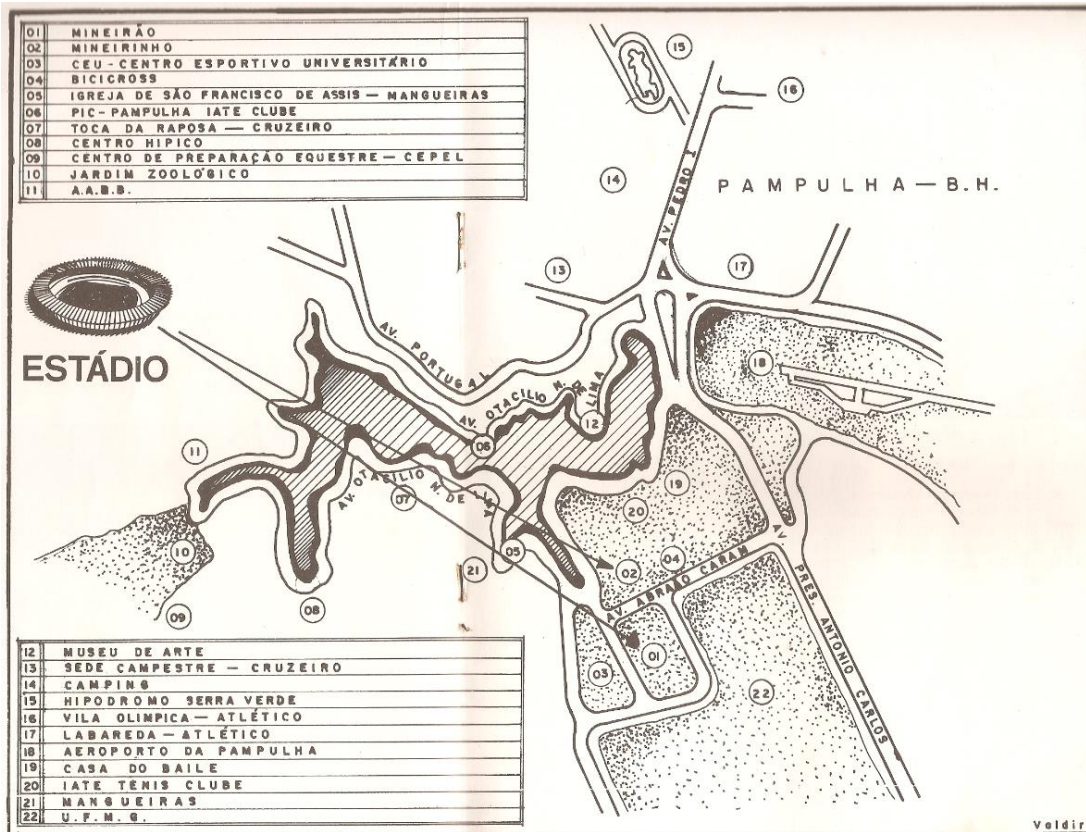 01 MINEIRÃO
02 MINEIRINHO
03 CEU-CENTRO ESPORTIVO UNIVERSITÁRIO
04 BICICROSS
05 IGREJA DE SÃO FRANCISCO DE ASSIS — MANGUEIRAS
06 PIC-PAMPULHA IATE CLUBE
07 TOCA DA RAPOSA — CRUZEIRO
08 CENTRO HIPICO
09 CENTRO DE PREPARAÇÃO EQUESTRE — CEPEL
10 JARDIM ZOOLÓGICO
11 A.A.B.B.
15
16
14
PAMPULHA — B.H.
AV. PEDRO I
13
17
ESTÁDIO
AV. PORTUGAL
AV. OTACILIO N. DE LIMA
18
12
06
11
AV. OTACILIO N. DE LIMA
07
19
20
10
05
21
02
04
08
09
AV. ABRAÃO CARAM
AV. PRES. ANTONIO CARLOS
01
03
22
12 MUSEU DE ARTE
13 SEDE CAMPESTRE — CRUZEIRO
14 CAMPING
15 HIPODROMO SERRA VERDE
16 VILA OLIMPICA — ATLÉTICO
17 LABAREDA — ATLÉTICO
18 AEROPORTO DA PAMPULHA
19 CASA DO BAILE
20 IATE TENIS CLUBE
21 MANGUEIRAS
22 U.F.M.G.
Valdir